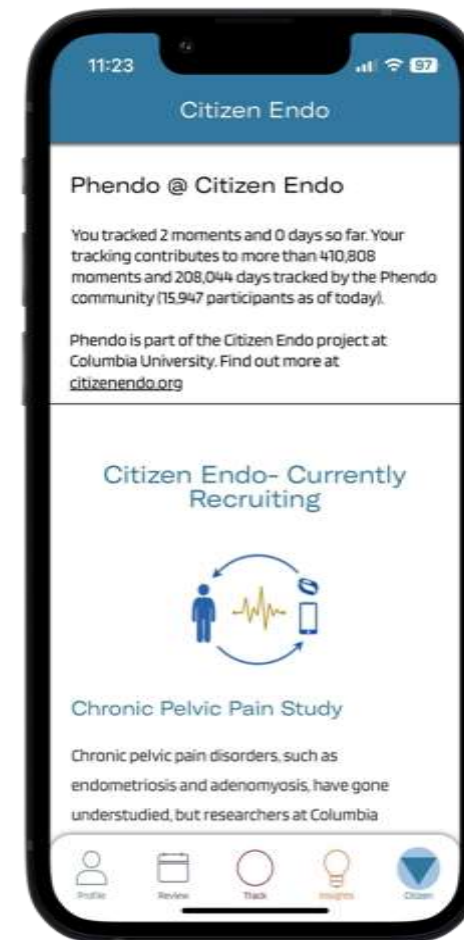 11:23
97
Citizen Endo
Phendo @ Citizen Endo
You tracked 2 moments and 0 days so far. Your
tracking contributes to more than 410,808
moments and 208,044 days tracked by the Phendo
community (15,947 participants as of today).
Phendo is part of the Citizen Endo project at
Columbia University. Find out more at
citizenendo.org
Citizen Endo- Currently
Recruiting
Chronic Pelvic Pain Study
Chronic pelvic pain disorders, such as
endometriosis and adenomyosis, have gone
understudied, but researchers at Columbia
Profile
Review
Track
Insights
Citizen